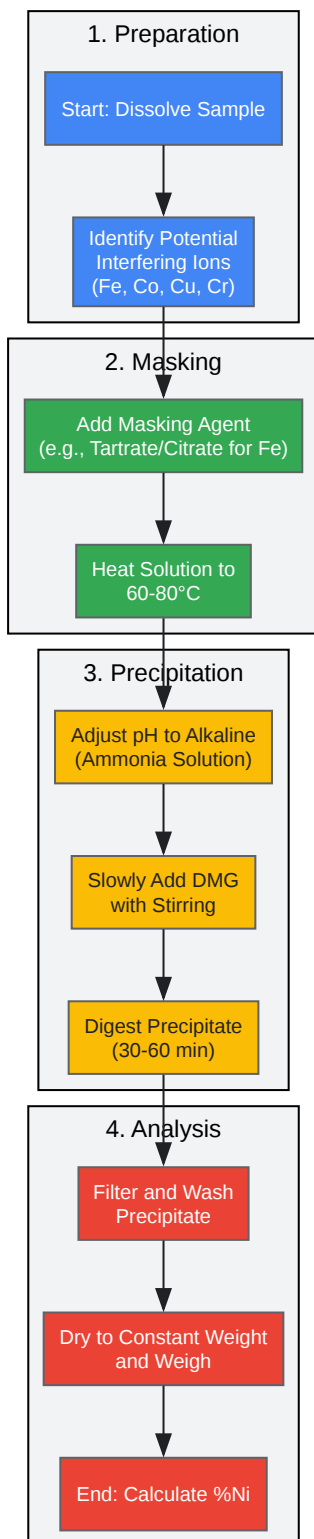 1. Preparation
Start: Dissolve Sample
Identify Potential
Interfering Ions
(Fe, Co, Cu, Cr)
2. Masking
Add Masking Agent
(e.g., Tartrate/Citrate for Fe)
Heat Solution to
60-80°C
3. Precipitation
Adjust pH to Alkaline
(Ammonia Solution)
Slowly Add DMG
with Stirring
Digest Precipitate
(30-60 min)
4. Analysis
Filter and Wash
Precipitate
Dry to Constant Weight
and Weigh
End: Calculate %Ni